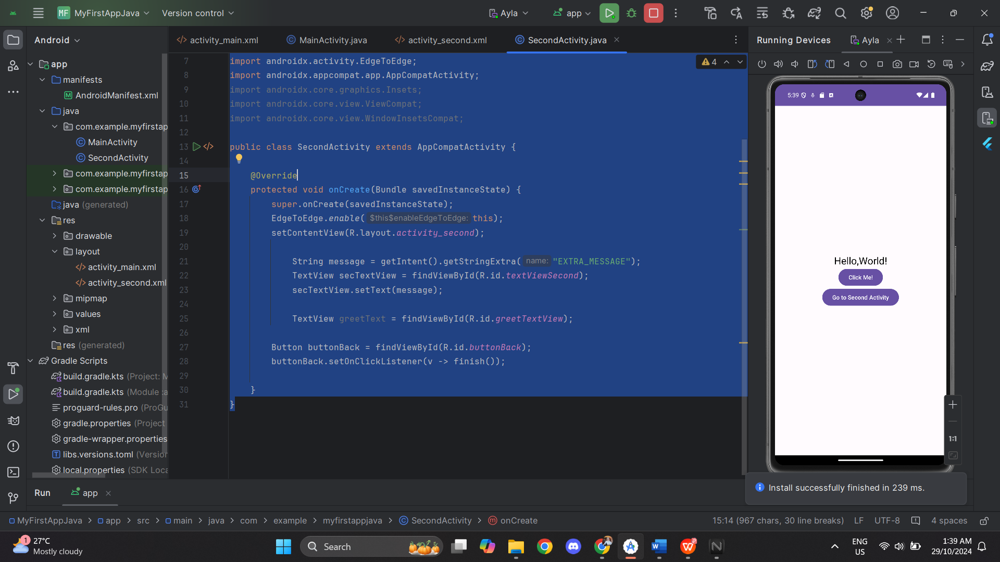 MF MyFirstAppJava Version control Ayla app
Android
app
manifests
AndroidManifest.xml
java
com.example.myfirstap
MainActivity
SecondActivity
com.example.myfirstap
com.example.myfirstap
java (generated)
res
drawable
layout
activity_main.xml
activity_second.xml
mipmap
values
xml
res (generated)
Gradle Scripts
build.gradle.kts (Project: M
build.gradle.kts (Module :a
proguard-rules.pro (ProGu
gradle.properties (Project
gradle-wrapper.properties
libs.versions.toml (Version
local.properties (SDK Loca
activity_main.xml MainActivity.java activity_second.xml SecondActivity.java
4
7 import androidx.activity.EdgeToEdge;
8 import androidx.appcompat.app.AppCompatActivity;
9 import androidx.core.graphics.Insets;
10 import androidx.core.view.ViewCompat;
11 import androidx.core.view.WindowInsetsCompat;
12
13 public class SecondActivity extends AppCompatActivity {
14
15 @Override
16 protected void onCreate(Bundle savedInstanceState) {
17 super.onCreate(savedInstanceState);
18 EdgeToEdge.enable( $this$enableEdgeToEdge: this);
19 setContentView(R.layout.activity_second);
20
21 String message = getIntent().getStringExtra( name: "EXTRA_MESSAGE");
22 TextView secTextView = findViewById(R.id.textViewSecond);
23 secTextView.setText(message);
24
25 TextView greetText = findViewById(R.id.greetTextView);
26
27 Button buttonBack = findViewById(R.id.buttonBack);
28 buttonBack.setOnClickListener(v -> finish());
29
30 }
31 }
Running Devices Ayla
5:39
Hello,World!
Click Me!
Go to Second Activity
1:1
Install successfully finished in 239 ms.
Run app
MyFirstAppJava > app > src > main > java > com > example > myfirstappjava > SecondActivity > onCreate
15:14 (967 chars, 30 line breaks) LF UTF-8 4 spaces
1
27°C
Mostly cloudy
Search
ENG
US
1:39 AM
29/10/2024